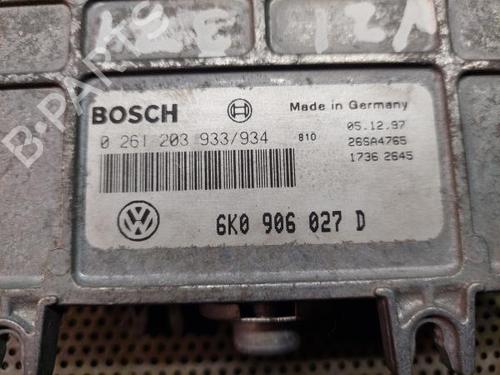 BOSCH
Made in Germany
0 261 203 933/934
810
05.12.97
26SA4765
1736 2645
6K0 906 027 D
B-PARTS